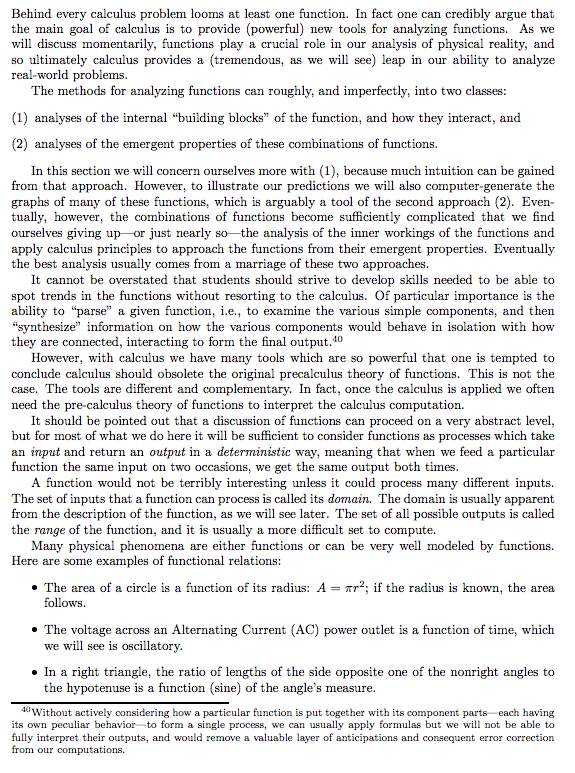 Behind every calculus problem looms at least one function. In fact one can credibly argue that
the main goal of calculus is to provide (powerful) new tools for analyzing functions. As we
will discuss momentarily, functions play a crucial role in our analysis of physical reality, and
so ultimately calculus provides a (tremendous, as we will see) leap in our ability to analyze
real-world problems.
The methods for analyzing functions can roughly, and imperfectly, into two classes:
(1) analyses of the internal “building blocks” of the function, and how they interact, and
(2) analyses of the emergent properties of these combinations of functions.
In this section we will concern ourselves more with (1), because much intuition can be gained
from that approach. However, to illustrate our predictions we will also computer-generate the
graphs of many of these functions, which is arguably a tool of the second approach (2). Even-
tually, however, the combinations of functions become sufficiently complicated that we find
ourselves giving up—or just nearly so—the analysis of the inner workings of the functions and
apply calculus principles to approach the functions from their emergent properties. Eventually
the best analysis usually comes from a marriage of these two approaches.
It cannot be overstated that students should strive to develop skills needed to be able to
spot trends in the functions without resorting to the calculus. Of particular importance is the
ability to “parse” a given function, i.e., to examine the various simple components, and then
“synthesize” information on how the various components would behave in isolation with how
they are connected, interacting to form the final output.⁴⁰
However, with calculus we have many tools which are so powerful that one is tempted to
conclude calculus should obsolete the original precalculus theory of functions. This is not the
case. The tools are different and complementary. In fact, once the calculus is applied we often
need the pre-calculus theory of functions to interpret the calculus computation.
It should be pointed out that a discussion of functions can proceed on a very abstract level,
but for most of what we do here it will be sufficient to consider functions as processes which take
an input and return an output in a deterministic way, meaning that when we feed a particular
function the same input on two occasions, we get the same output both times.
A function would not be terribly interesting unless it could process many different inputs.
The set of inputs that a function can process is called its domain. The domain is usually apparent
from the description of the function, as we will see later. The set of all possible outputs is called
the range of the function, and it is usually a more difficult set to compute.
Many physical phenomena are either functions or can be very well modeled by functions.
Here are some examples of functional relations:
• The area of a circle is a function of its radius: A = πr²; if the radius is known, the area
follows.
• The voltage across an Alternating Current (AC) power outlet is a function of time, which
we will see is oscillatory.
• In a right triangle, the ratio of lengths of the side opposite one of the nonright angles to
the hypotenuse is a function (sine) of the angle’s measure.
⁴⁰Without actively considering how a particular function is put together with its component parts—each having
its own peculiar behavior—to form a single process, we can usually apply formulas but we will not be able to
fully interpret their outputs, and would remove a valuable layer of anticipations and consequent error correction
from our computations.